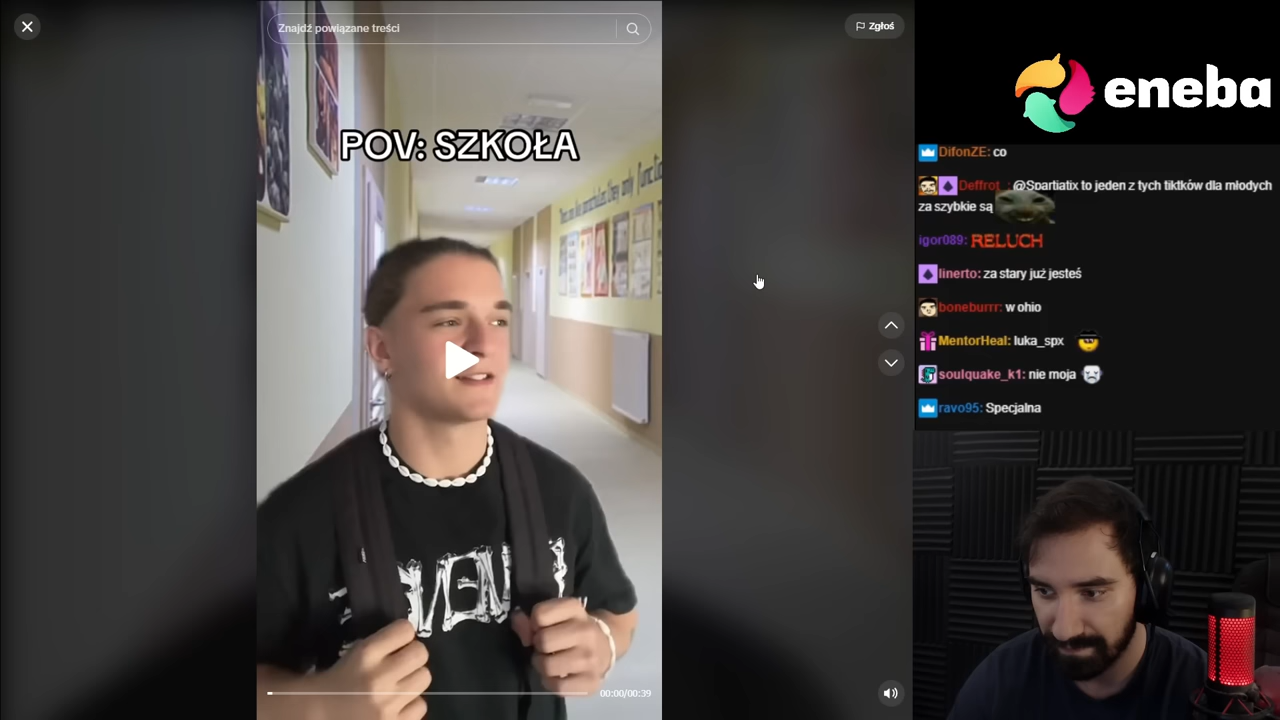 Znajdź powiązane treści
Zgłoś
POV: SZKOŁA
00:00/00:39
eneba
DifonZE: co
Deffrot_: @Spartiatix to jeden z tych tiktków dla młodych
za szybkie są
igor089: RELUCH
linerto: za stary już jesteś
boneburrr: w ohio
MentorHeal: luka_spx
soulquake_k1: nie moja
ravo95: Specjalna